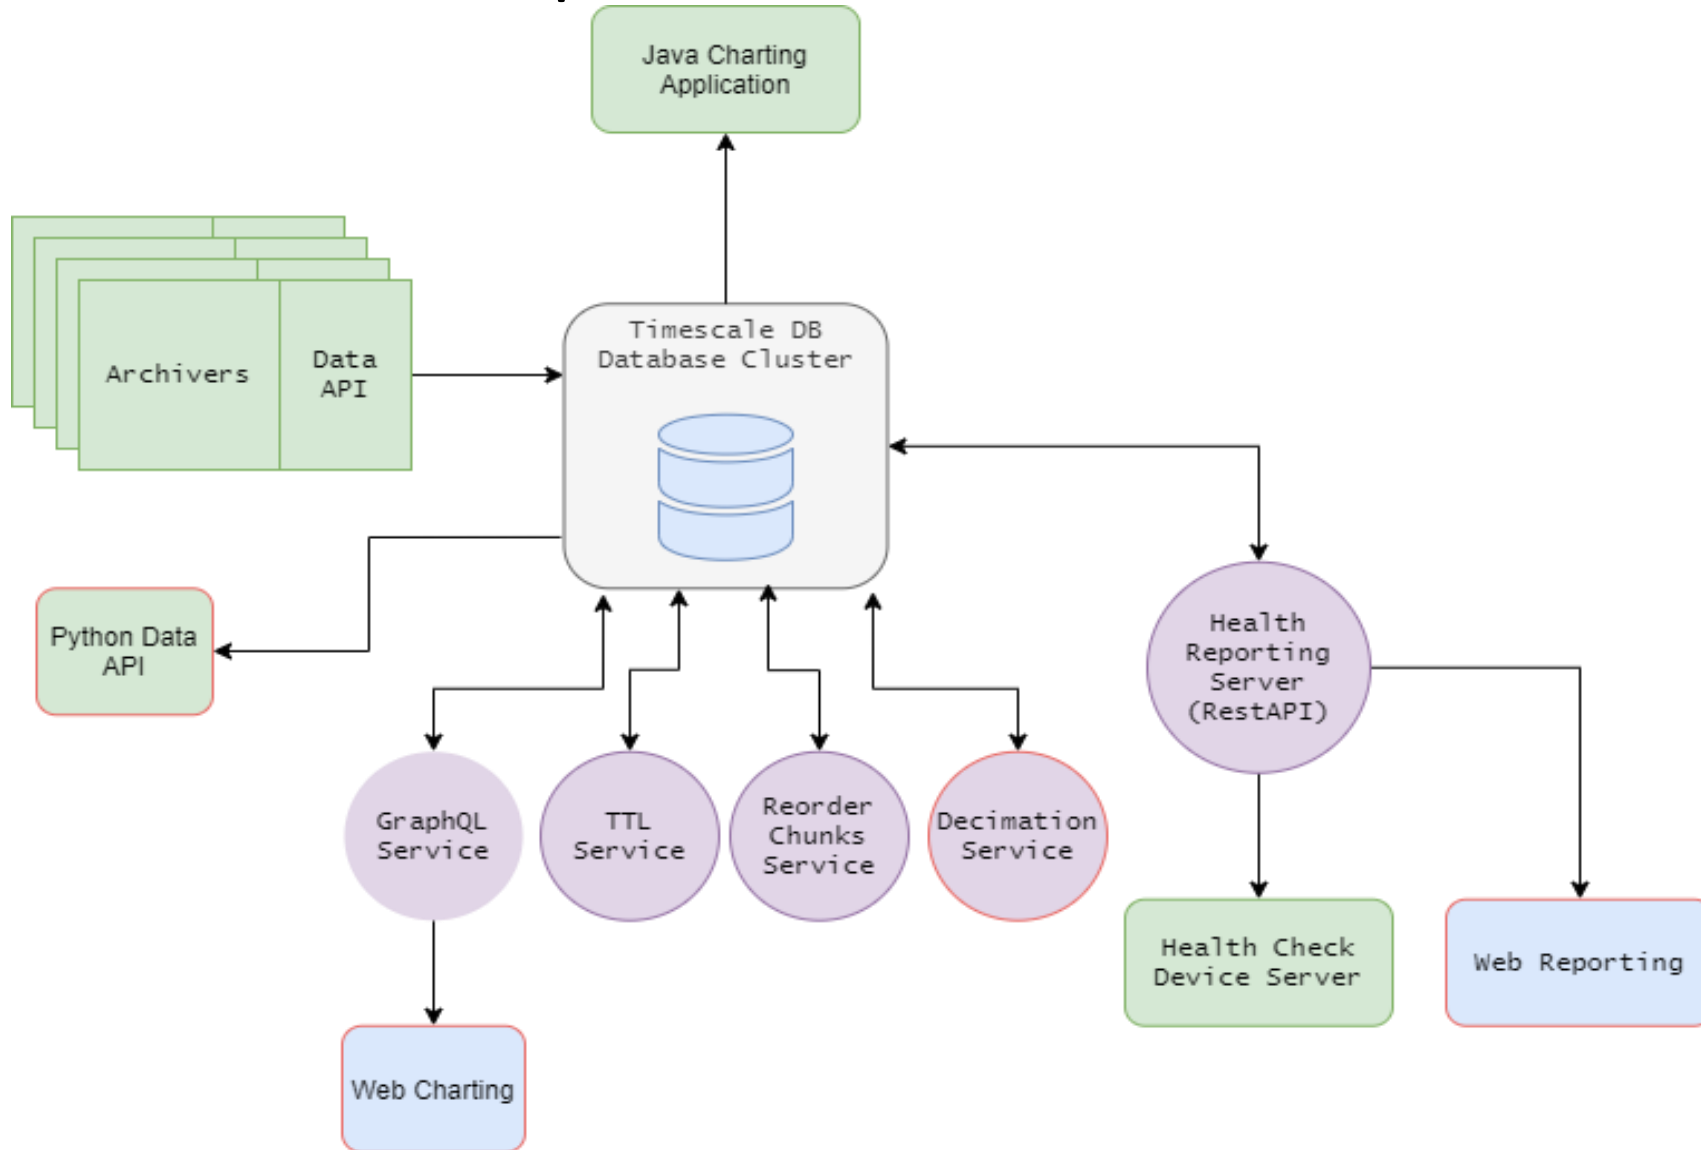 Java Charting
Application
Archivers
Data
API
Timescale DB
Database Cluster
Python Data
API
Health
Reporting
Server
(RestAPI)
GraphQL
Service
TTL
Service
Reorder
Chunks
Service
Decimation
Service
Health Check
Device Server
Web Reporting
Web Charting